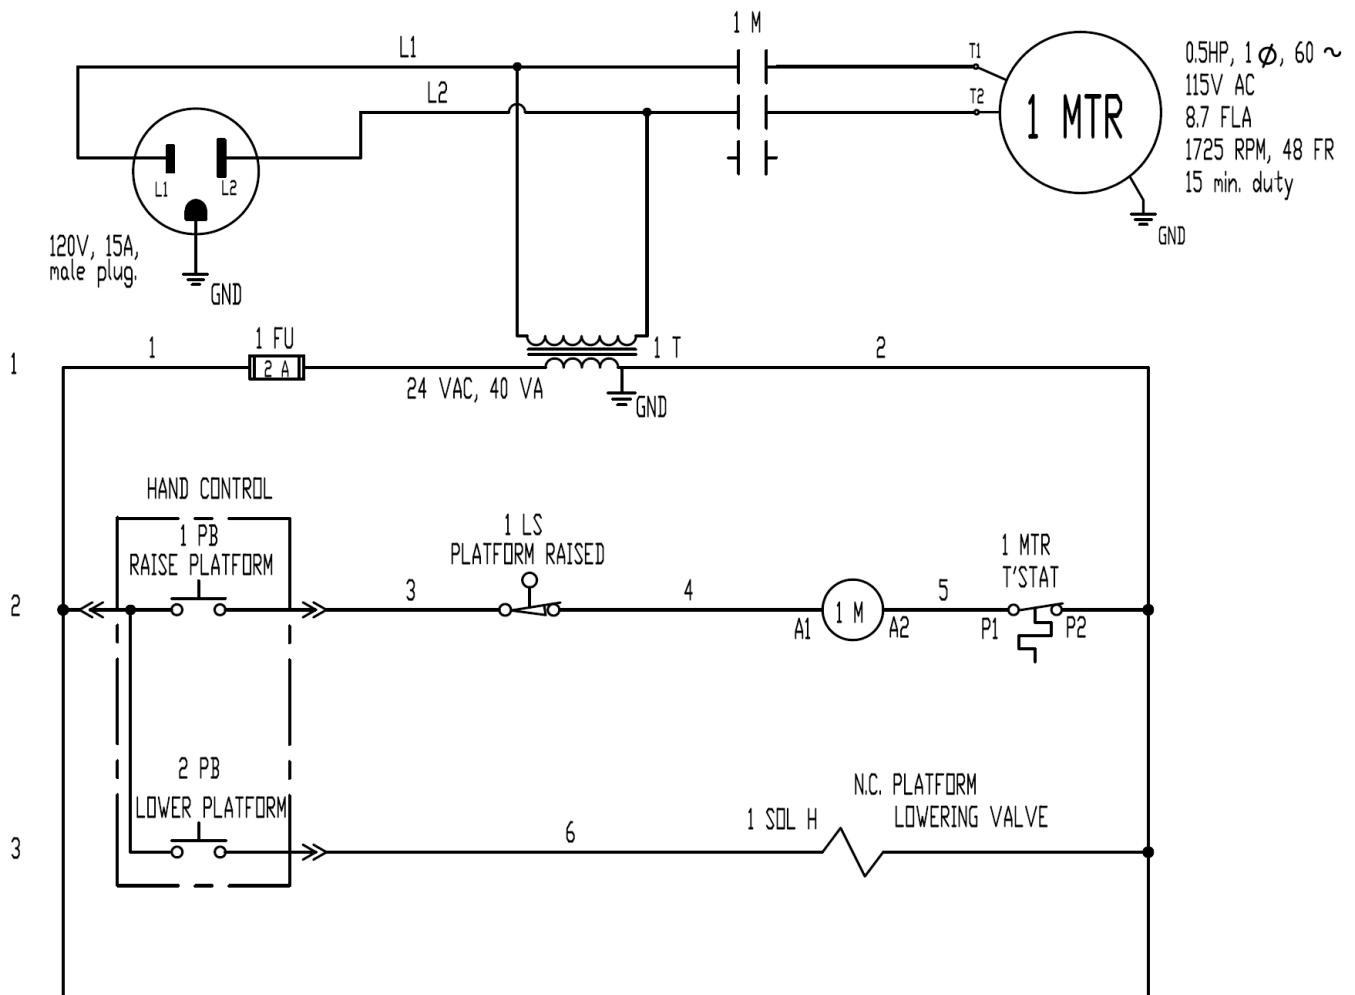 1 M
L1
L2
T1
T2
1 MTR
0.5HP, 1 ϕ, 60 ~
115V AC
8.7 FLA
1725 RPM, 48 FR
15 min. duty
GND
L1
L2
120V, 15A,
male plug.
GND
1
1
1 FU
2 A
24 VAC, 40 VA
1 T
GND
2
HAND CONTROL
1 PB
RAISE PLATFORM
1 LS
PLATFORM RAISED
1 MTR
T'STAT
2
3
4
A1
1 M
A2
5
P1
P2
2 PB
LOWER PLATFORM
N.C. PLATFORM
LOWERING VALVE
1 SOL H
3
6